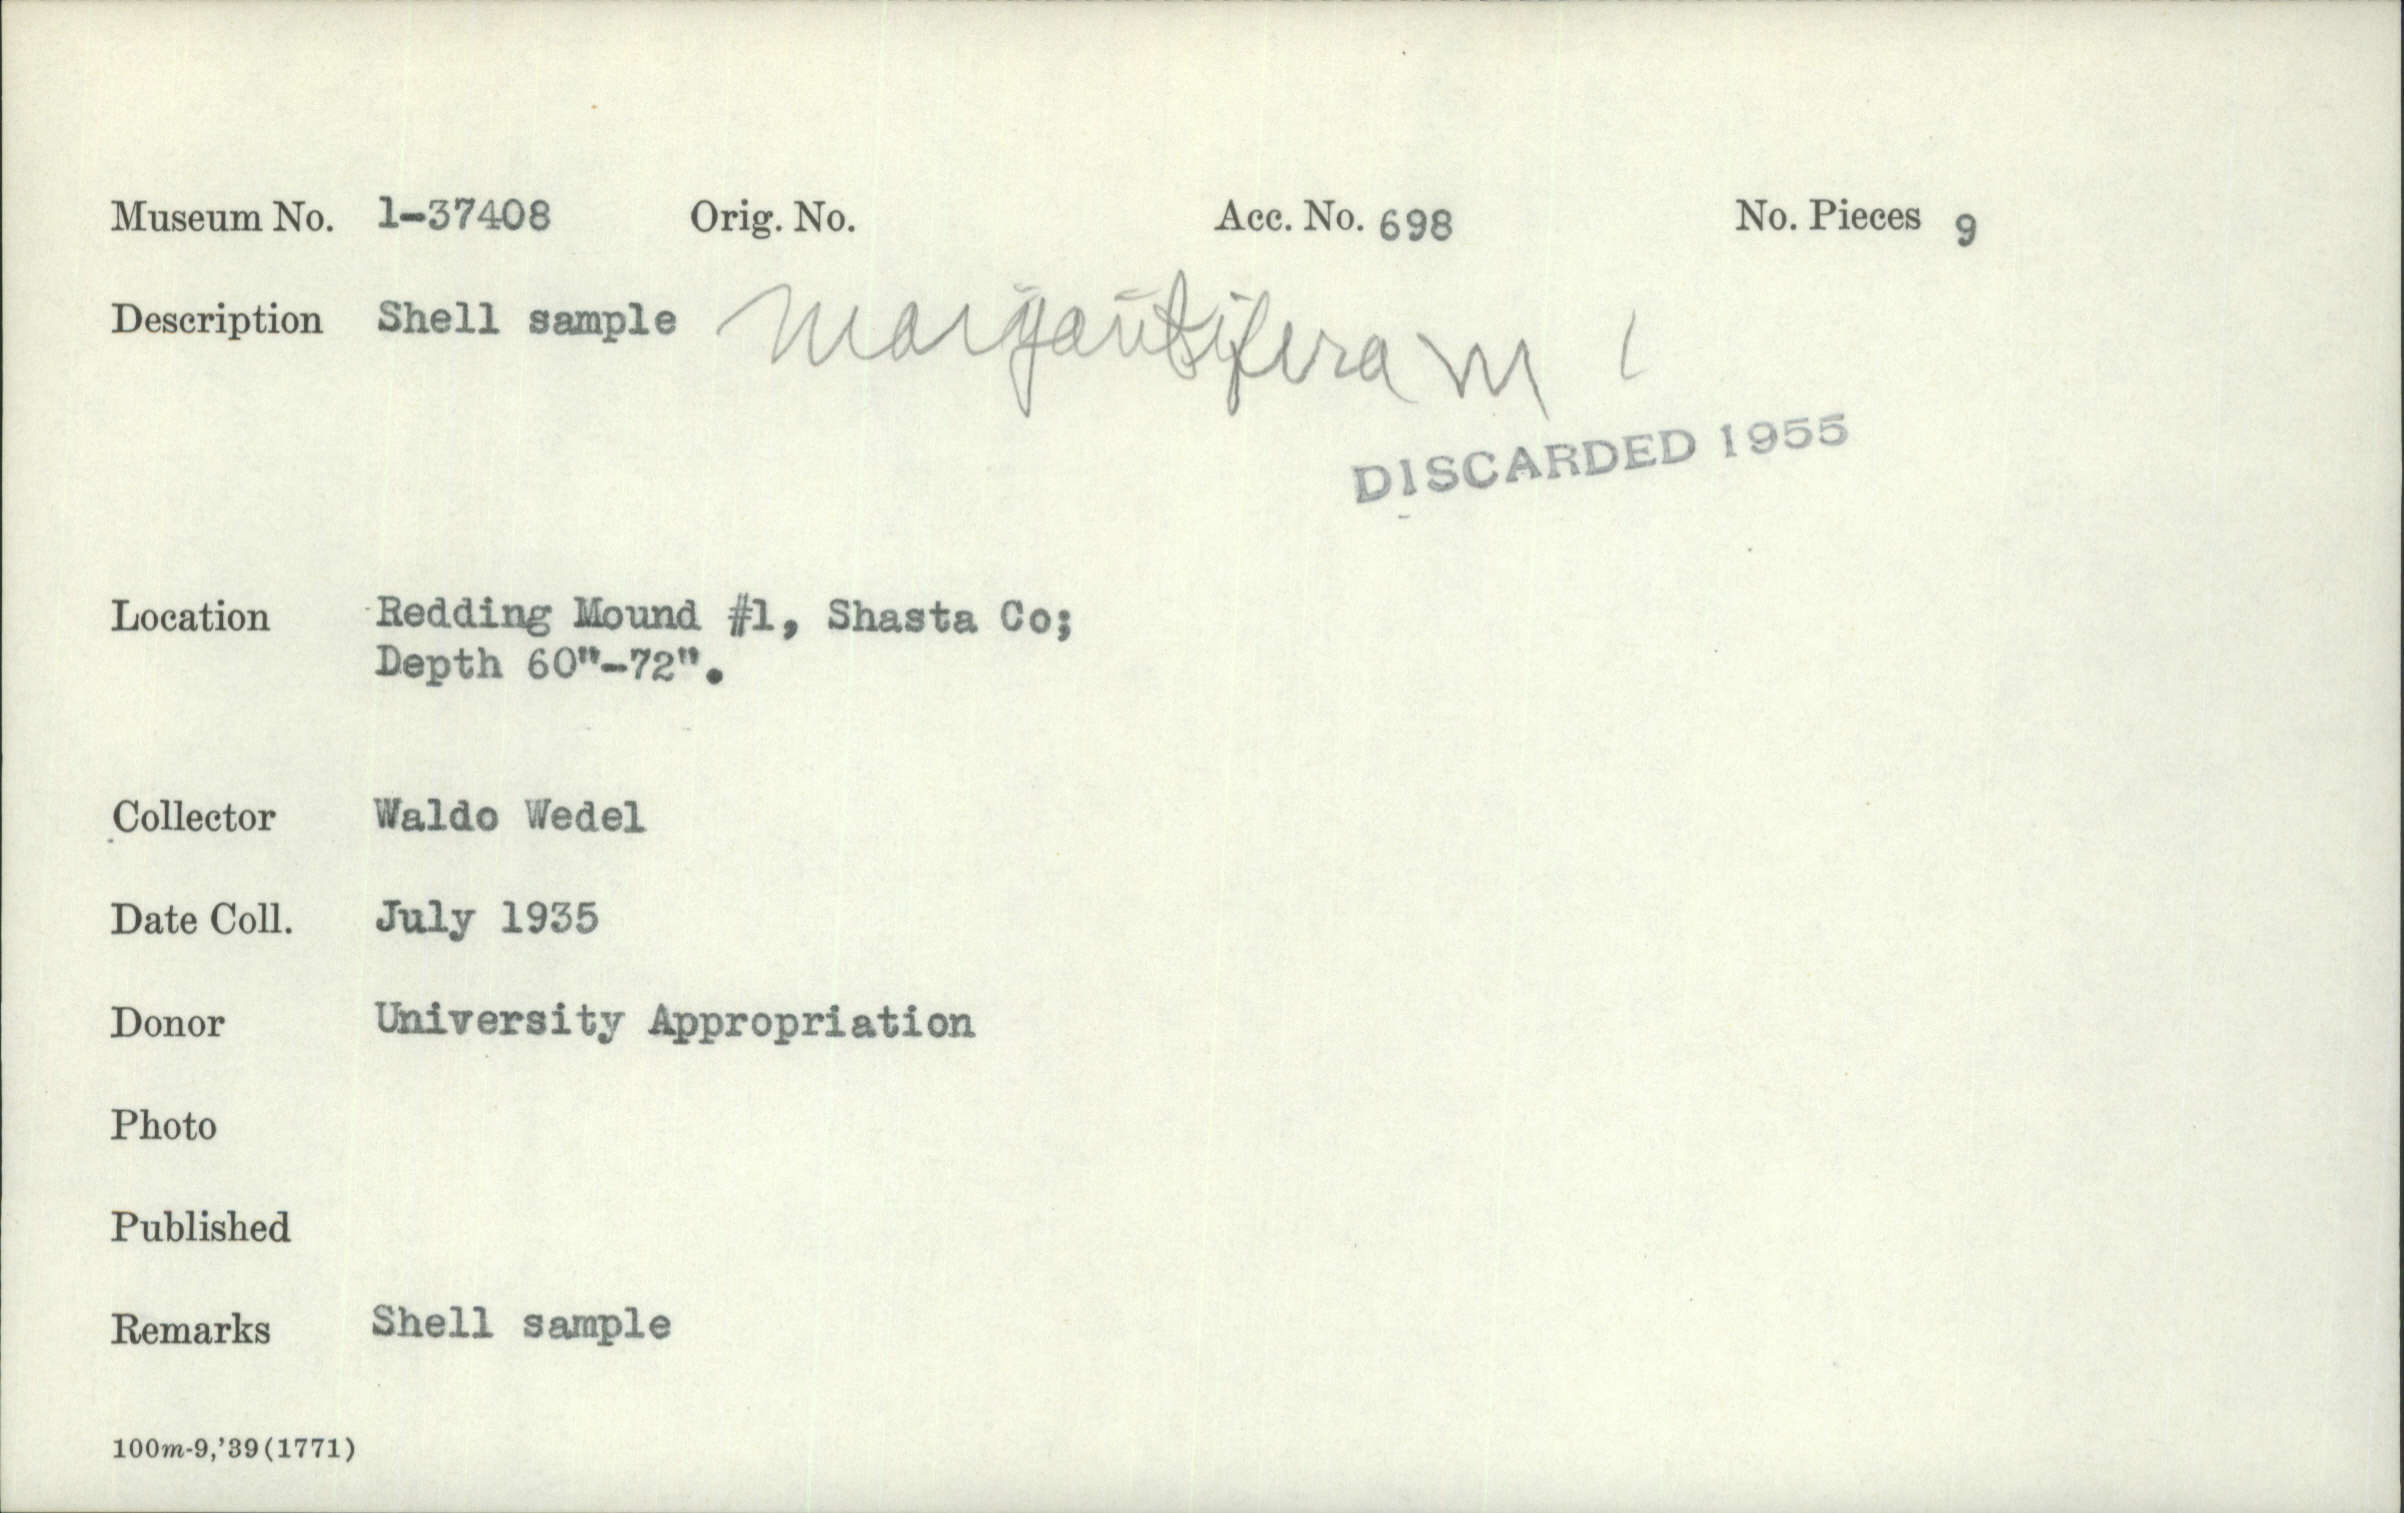 Museum No. 1-37408 Orig. No. Acc. No. 698 No. Pieces 9
Description Shell sample Margaritifera m
DISCARDED 1955
Location Redding Mound #1, Shasta Co;
Depth 60"-72".
Collector Waldo Wedel
Date Coll. July 1935
Donor University Appropriation
Photo
Published
Remarks Shell sample
100m-9,'39(1771)